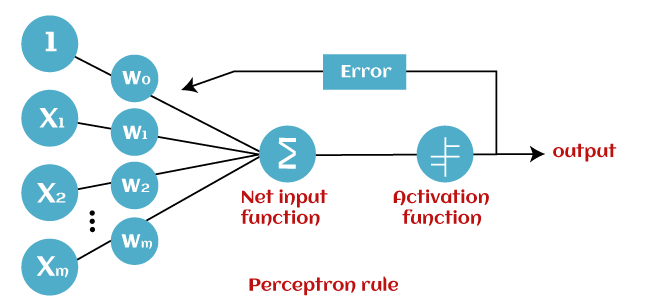 1
W₀
Error
X₁
W₁
Σ
output
X₂
W₂
Net input
function
Activation
function
Xₘ
Wₘ
Perceptron rule